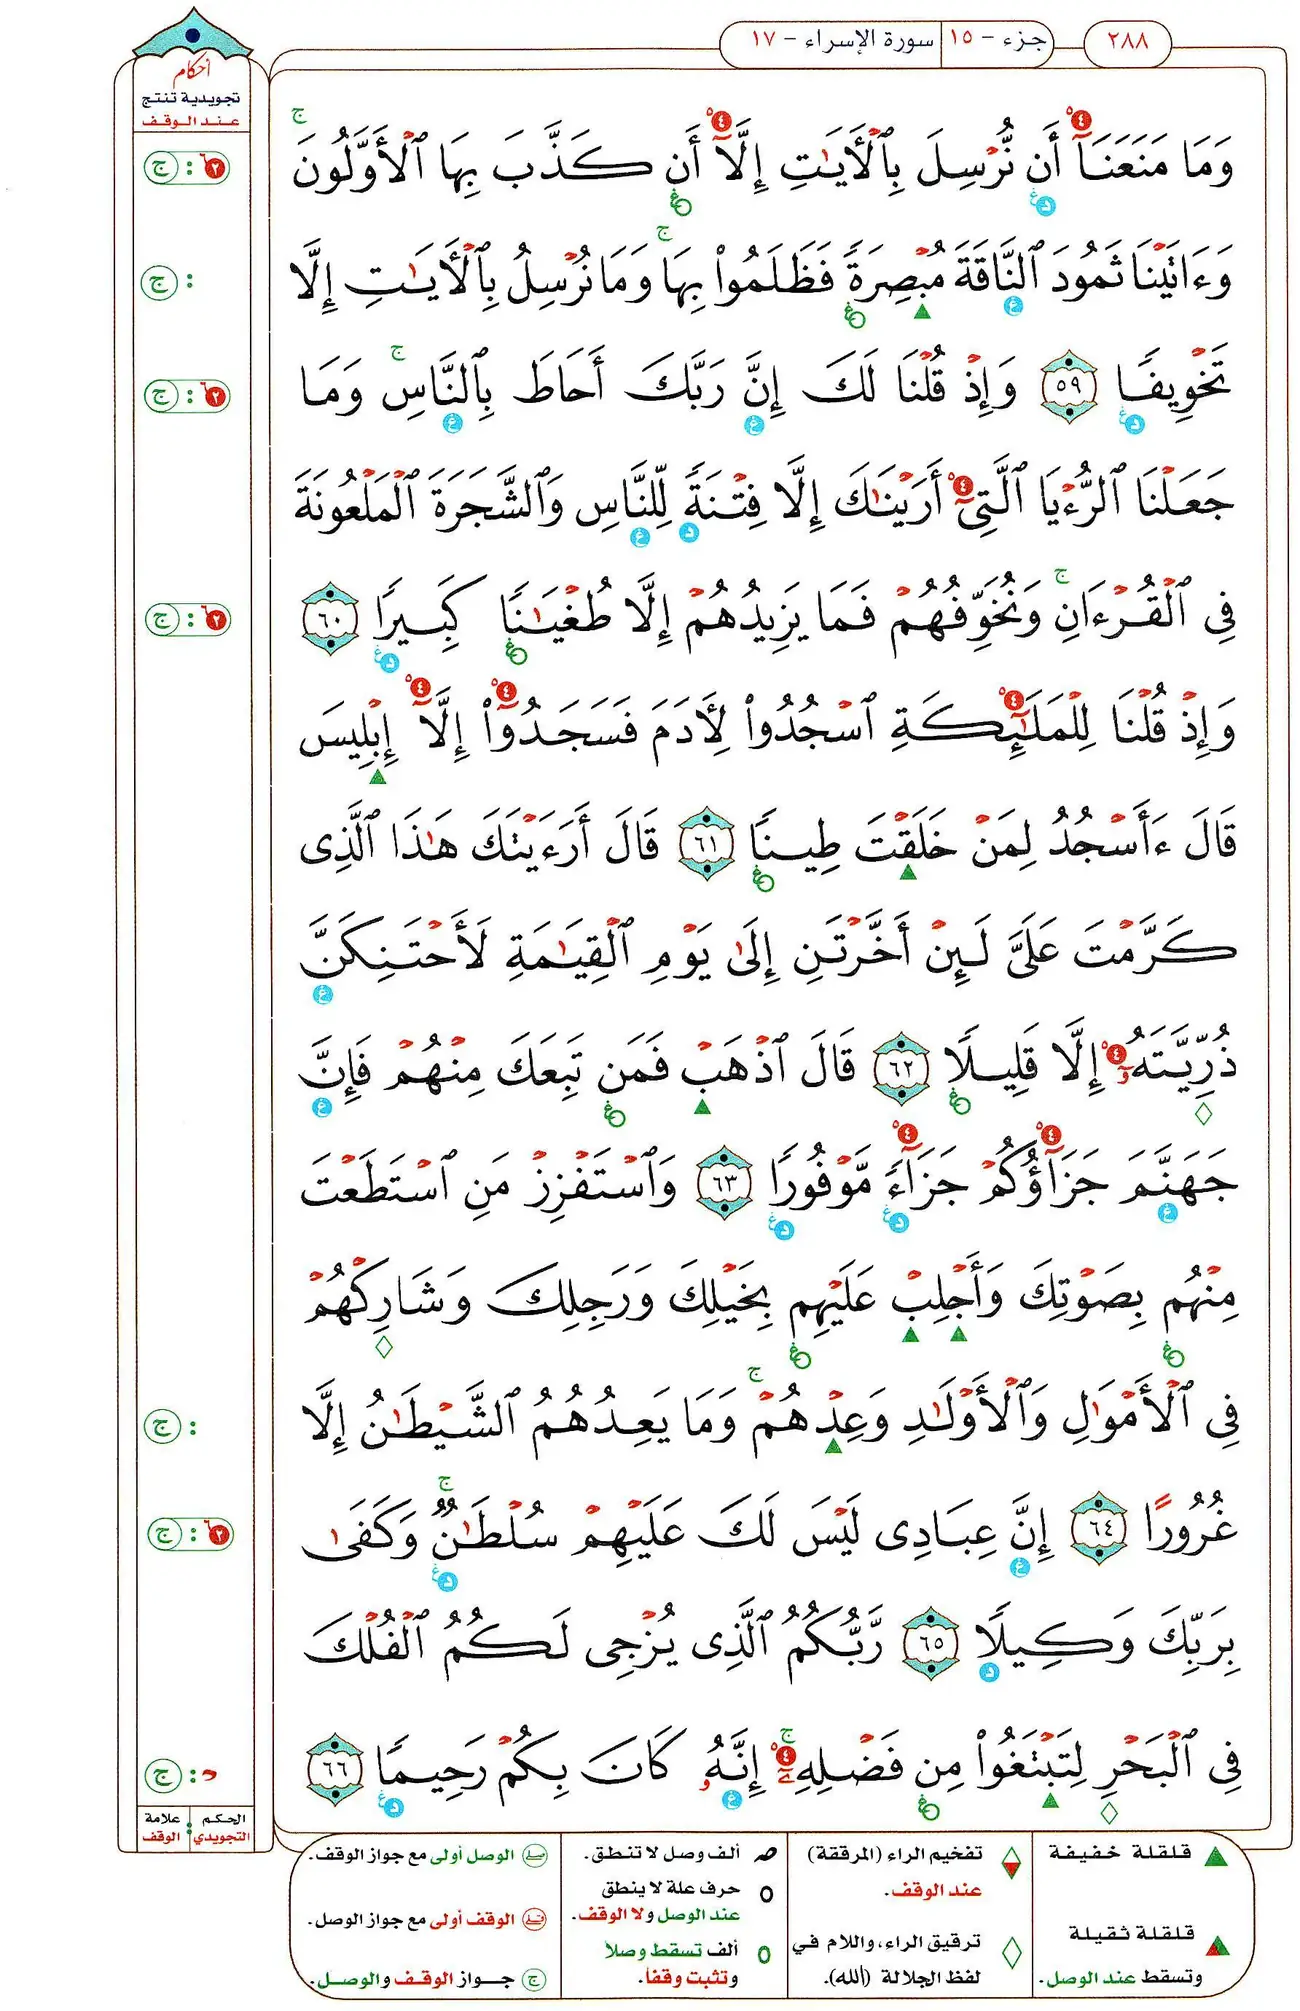 ٢٨٨
جزء - ١٥
سورة الإسراء - ١٧
أحكام
تجويدية تنتج
عند الوقف
وَمَا مَنَعَنَآ أَن نُّرْسِلَ بِٱلْأَيَٰتِ إِلَّآ أَن كَذَّبَ بِهَا ٱلْأَوَّلُونَ ۚ
وَءَاتَيْنَا ثَمُودَ ٱلنَّاقَةَ مُبْصِرَةً فَظَلَمُوا۟ بِهَا ۚ وَمَا نُرْسِلُ بِٱلْأَيَٰتِ إِلَّا
تَخْوِيفًا ٥٩ وَإِذْ قُلْنَا لَكَ إِنَّ رَبَّكَ أَحَاطَ بِٱلنَّاسِ ۚ وَمَا
جَعَلْنَا ٱلرُّءْيَا ٱلَّتِىٓ أَرَيْنَٰكَ إِلَّا فِتْنَةً لِّلنَّاسِ وَٱلشَّجَرَةَ ٱلْمَلْعُونَةَ
فِى ٱلْقُرْءَانِ ۚ وَنُخَوِّفُهُمْ فَمَا يَزِيدُهُمْ إِلَّا طُغْيَٰنًا كَبِيرًا ٦٠
وَإِذْ قُلْنَا لِلْمَلَٰٓئِكَةِ ٱسْجُدُوا۟ لِأَدَمَ فَسَجَدُوٓا۟ إِلَّآ إِبْلِيسَ
قَالَ ءَأَسْجُدُ لِمَنْ خَلَقْتَ طِينًا ٦١ قَالَ أَرَءَيْتَكَ هَٰذَا ٱلَّذِى
كَرَّمْتَ عَلَىَّ لَئِنْ أَخَّرْتَنِ إِلَىٰ يَوْمِ ٱلْقِيَٰمَةِ لَأَحْتَنِكَنَّ
ذُرِّيَّتَهُۥٓ إِلَّا قَلِيلًا ٦٢ قَالَ ٱذْهَبْ فَمَن تَبِعَكَ مِنْهُمْ فَإِنَّ
جَهَنَّمَ جَزَآؤُكُمْ جَزَآءً مَّوْفُورًا ٦٣ وَٱسْتَفْزِزْ مَنِ ٱسْتَطَعْتَ
مِنْهُم بِصَوْتِكَ وَأَجْلِبْ عَلَيْهِم بِخَيْلِكَ وَرَجِلِكَ وَشَارِكْهُمْ
فِى ٱلْأَمْوَٰلِ وَٱلْأَوْلَٰدِ وَعِدْهُمْ ۚ وَمَا يَعِدُهُمُ ٱلشَّيْطَٰنُ إِلَّا
غُرُورًا ٦٤ إِنَّ عِبَادِى لَيْسَ لَكَ عَلَيْهِمْ سُلْطَٰنٌ ۚ وَكَفَىٰ
بِرَبِّكَ وَكِيلًا ٦٥ رَّبُّكُمُ ٱلَّذِى يُزْجِى لَكُمُ ٱلْفُلْكَ
فِى ٱلْبَحْرِ لِتَبْتَغُوا۟ مِن فَضْلِهِۦٓ ۚ إِنَّهُۥ كَانَ بِكُمْ رَحِيمًا ٦٦
الحكم التجويدي : علامة الوقف
قلقلة خفيفة
قلقلة ثقيلة
وتسقط عند الوصل.
تفخيم الراء (المرققة)
عند الوقف.
ترقيق الراء، واللام في
لفظ الجلالة (الله).
ألف وصل لا تنطق.
حرف علة لا ينطق
عند الوصل ولا الوقف.
ألف تسقط وصلاً
وتثبت وقفاً.
الوصل أولى مع جواز الوقف.
الوقف أولى مع جواز الوصل.
ج جـواز الوقـف والوصـل.